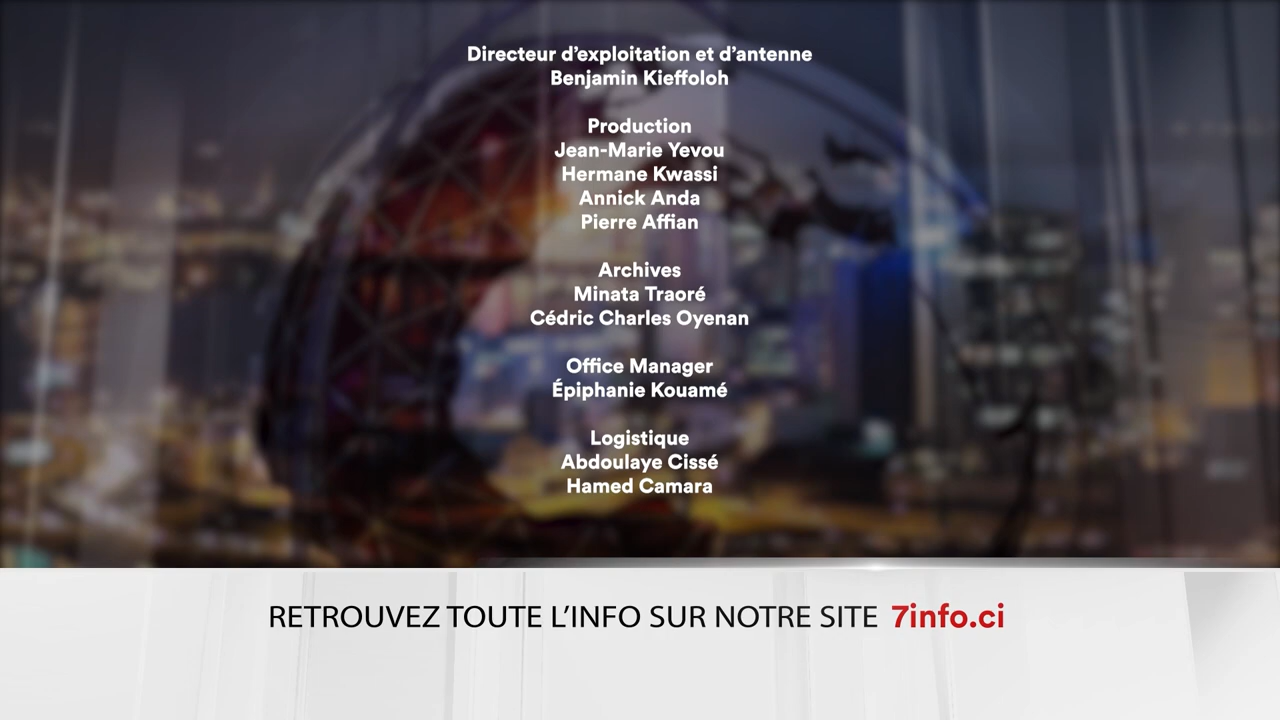 Directeur d’exploitation et d’antenne
Benjamin Kieffoloh
Production
Jean-Marie Yevou
Hermane Kwassi
Annick Anda
Pierre Affian
Archives
Minata Traoré
Cédric Charles Oyenan
Office Manager
Épiphanie Kouamé
Logistique
Abdoulaye Cissé
Hamed Camara
RETROUVEZ TOUTE L’INFO SUR NOTRE SITE 7info.ci